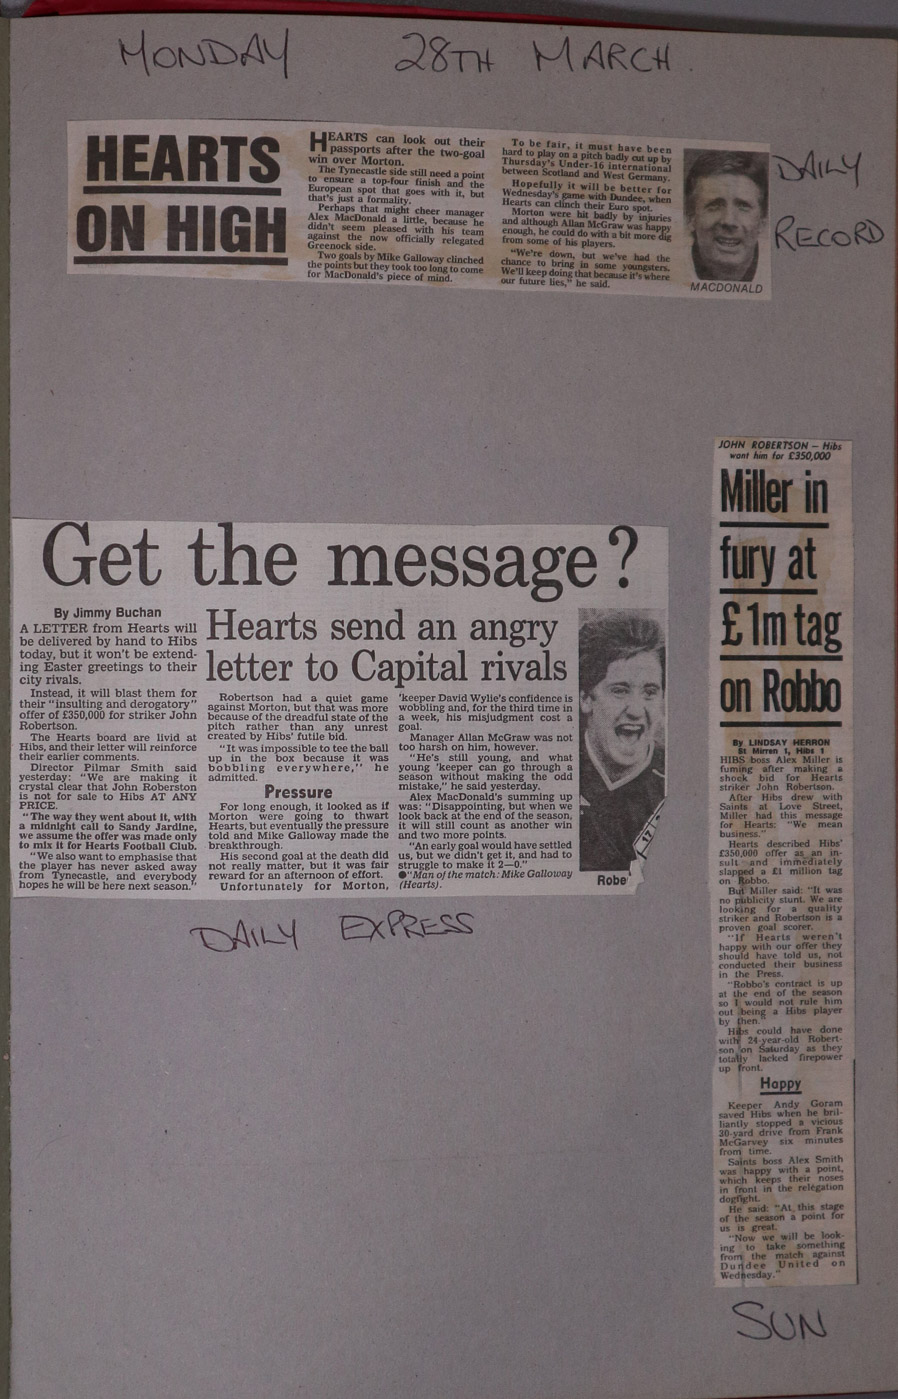 MONDAY 28TH MARCH.
HEARTS
ON HIGH
HEARTS can look out their
passports after the two-goal
win over Morton.
The Tynecastle side still need a point
to ensure a top-four finish and the
European spot that goes with it, but
that's just a formality.
Perhaps that might cheer manager
Alex MacDonald a little, because he
didn't seem pleased with his team
against the now officially relegated
Greenock side.
Two goals by Mike Galloway clinched
the points but they took too long to come
for MacDonald's piece of mind.
To be fair, it must have been
hard to play on a pitch badly cut up by
Thursday's Under-16 international
between Scotland and West Germany.
Hopefully it will be better for
Wednesday's game with Dundee, when
Hearts can clinch their Euro spot.
Morton were hit badly by injuries
and although Allan McGraw was happy
enough, he could do with a bit more dig
from some of his players.
"We're down, but we've had the
chance to bring in some youngsters.
We'll keep doing that because it's where
our future lies," he said.
MACDONALD
DAILY
RECORD
Get the message?
By Jimmy Buchan
A LETTER from Hearts will
be delivered by hand to Hibs
today, but it won't be extend-
ing Easter greetings to their
city rivals.
Instead, it will blast them for
their "insulting and derogatory"
offer of £350,000 for striker John
Robertson.
The Hearts board are livid at
Hibs, and their letter will reinforce
their earlier comments.
Director Pilmar Smith said
yesterday: "We are making it
crystal clear that John Roberston
is not for sale to Hibs AT ANY
PRICE.
"The way they went about it, with
a midnight call to Sandy Jardine,
we assume the offer was made only
to mix it for Hearts Football Club.
"We also want to emphasise that
the player has never asked away
from Tynecastle, and everybody
hopes he will be here next season."
Hearts send an angry
letter to Capital rivals
Robertson had a quiet game
against Morton, but that was more
because of the dreadful state of the
pitch rather than any unrest
created by Hibs' futile bid.
"It was impossible to tee the ball
up in the box because it was
bobbling everywhere," he
admitted.
Pressure
For long enough, it looked as if
Morton were going to thwart
Hearts, but eventually the pressure
told and Mike Galloway made the
breakthrough.
His second goal at the death did
not really matter, but it was fair
reward for an afternoon of effort.
Unfortunately for Morton,
'keeper David Wylie's confidence is
wobbling and, for the third time in
a week, his misjudgment cost a
goal.
Manager Allan McGraw was not
too harsh on him, however.
"He's still young, and what
young 'keeper can go through a
season without making the odd
mistake," he said yesterday.
Alex MacDonald's summing up
was: "Disappointing, but when we
look back at the end of the season,
it will still count as another win
and two more points.
"An early goal would have settled
us, but we didn't get it, and had to
struggle to make it 2—0."
●"Man of the match: Mike Galloway
(Hearts).
Robe
DAILY EXPRESS
JOHN ROBERTSON — Hibs
want him for £350,000
Miller in
fury at
£1m tag
on Robbo
By LINDSAY HERRON
St Mirren 1, Hibs 1
HIBS boss Alex Miller is
fuming after making a
shock bid for Hearts
striker John Robertson.
After Hibs drew with
Saints at Love Street,
Miller had this message
for Hearts: "We mean
business."
Hearts described Hibs'
£350,000 offer as an in-
sult and immediately
slapped a £1 million tag
on Robbo.
But Miller said: "It was
no publicity stunt. We are
looking for a quality
striker and Robertson is a
proven goal scorer.
"If Hearts weren't
happy with our offer they
should have told us, not
conducted their business
in the Press.
"Robbo's contract is up
at the end of the season
so I would not rule him
out being a Hibs player
by then."
Hibs could have done
with 24-year-old Robert-
son on Saturday as they
totally lacked firepower
up front.
Happy
Keeper Andy Goram
saved Hibs when he bril-
liantly stopped a vicious
30-yard drive from Frank
McGarvey six minutes
from time.
Saints boss Alex Smith
was happy with a point,
which keeps their noses
in front in the relegation
dogfight.
He said: "At this stage
of the season a point for
us is great.
"Now we will be look-
ing to take something
from the match against
Dundee United on
Wednesday."
SUN